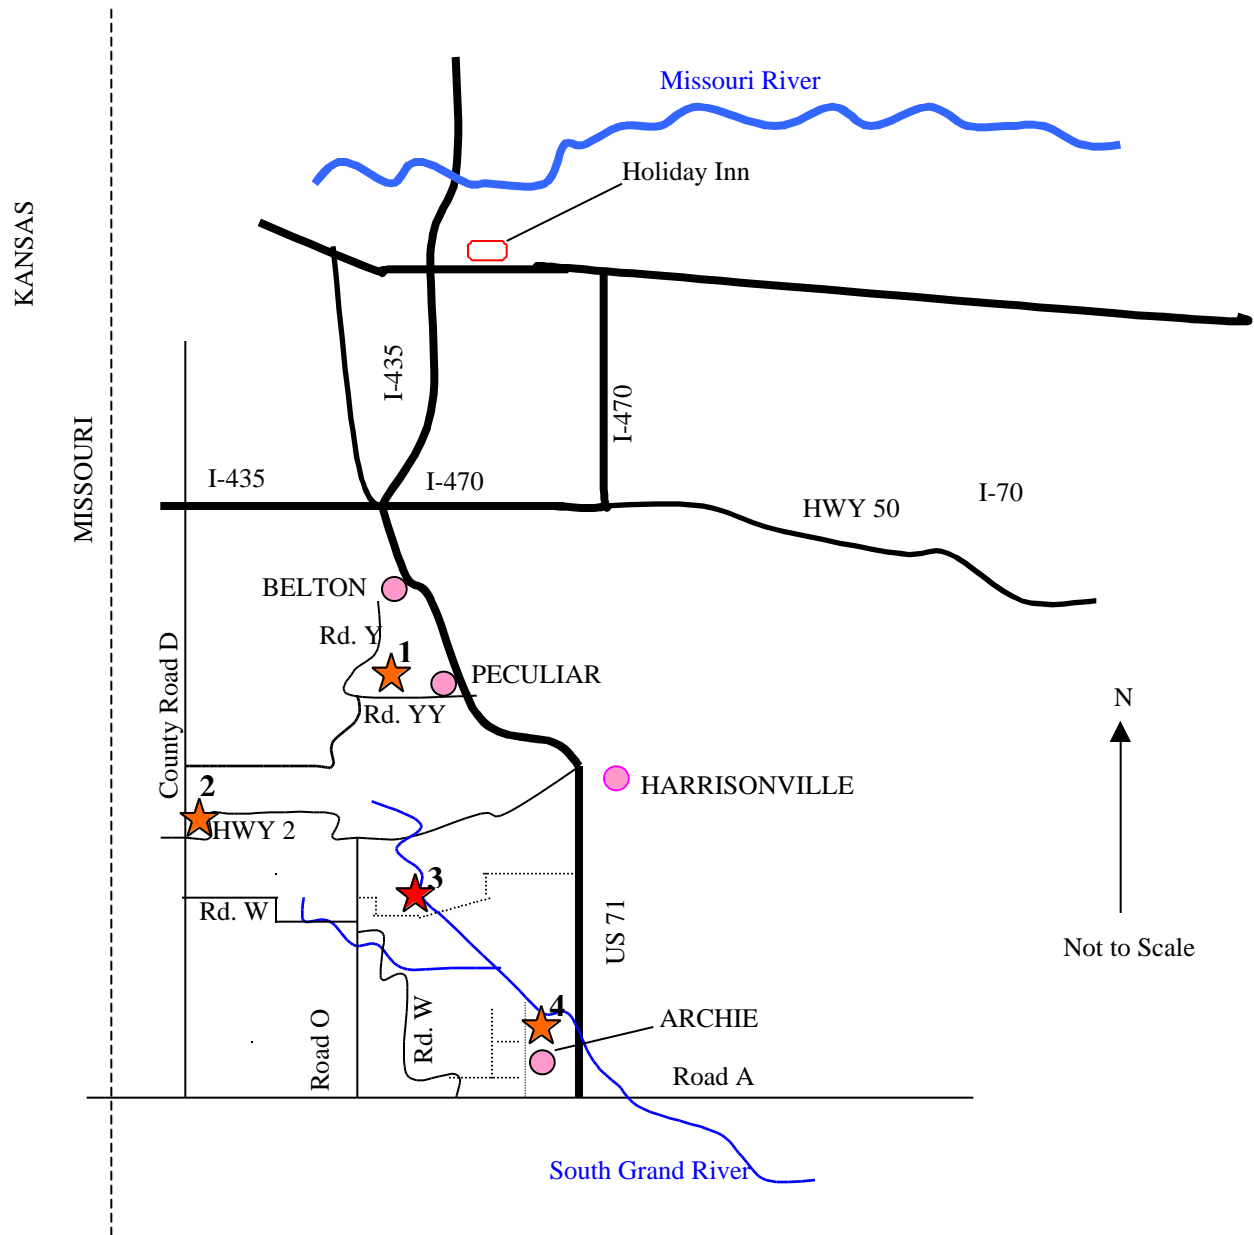 Missouri River
Holiday Inn
KANSAS
MISSOURI
I-435
I-470
I-435
I-470
I-70
HWY 50
BELTON
Rd. Y
1
PECULIAR
County Road D
Rd. YY
N
2
HARRISONVILLE
HWY 2
3
Rd. W
US 71
Not to Scale
4
ARCHIE
Rd. W
Road O
Road A
South Grand River